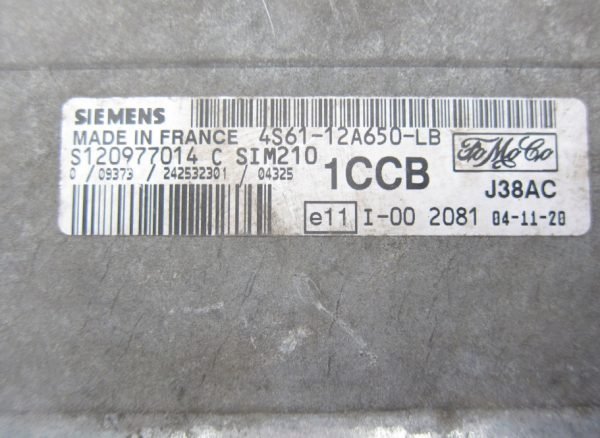 SIEMENS
MADE IN FRANCE 4S61-12A650-LB
S120977014 C SIM210
0 / 09373 / 242532301 / 04325
1CCB
FoMoCo
J38AC
e11 I-00 2081 04-11-20